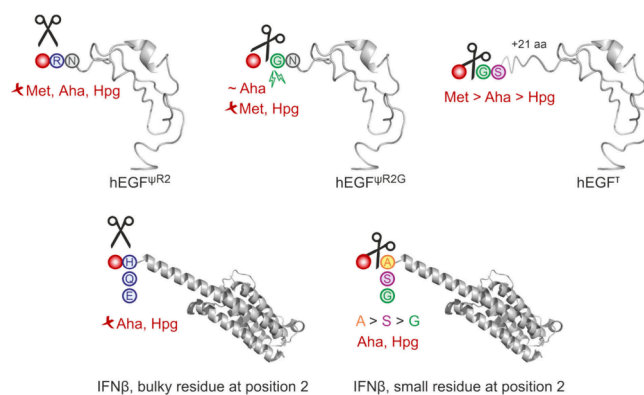 R N
✗Met, Aha, Hpg
hEGFψR2
G N
~ Aha
✗Met, Hpg
hEGFψR2G
+21 aa
G S
Met > Aha > Hpg
hEGFT
H
Q
E
✗Aha, Hpg
IFNβ, bulky residue at position 2
A
S
G
A > S > G
Aha, Hpg
IFNβ, small residue at position 2